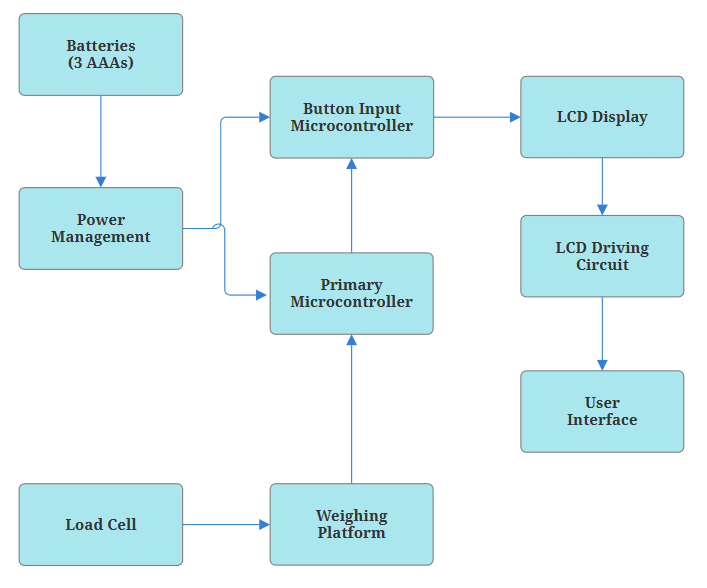 Batteries
(3 AAAs)
Button Input
Microcontroller
LCD Display
Power
Management
LCD Driving
Circuit
Primary
Microcontroller
User
Interface
Load Cell
Weighing
Platform